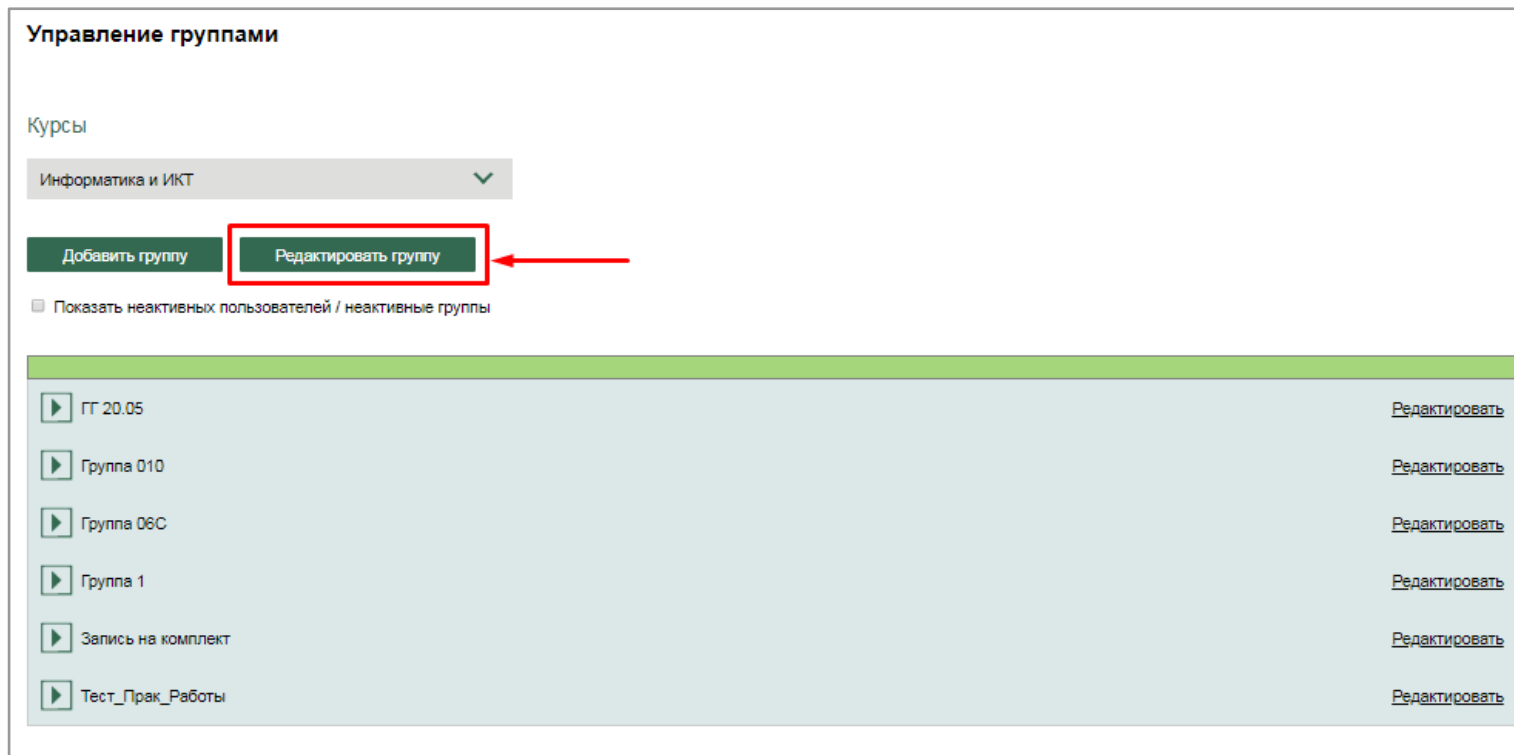 Управление группами
Курсы
Информатика и ИКТ
Добавить группу Редактировать группу
Показать неактивных пользователей / неактивные группы
ГГ 20.05 Редактировать
Группа 010 Редактировать
Группа 06С Редактировать
Группа 1 Редактировать
Запись на комплект Редактировать
Тест_Прак_Работы Редактировать